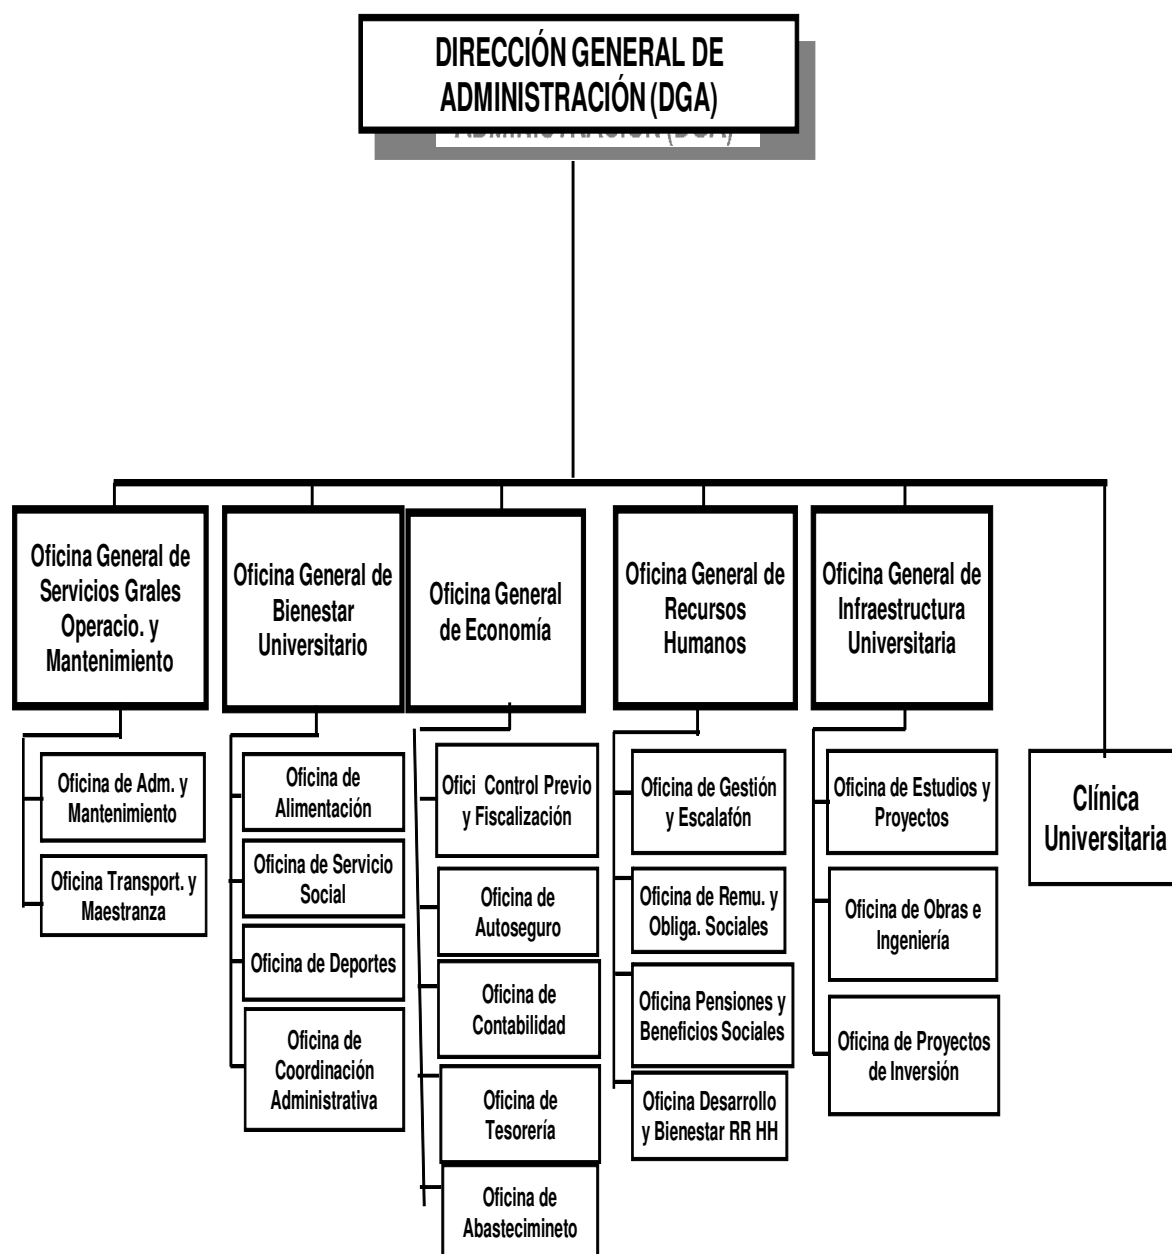 DIRECCIÓN GENERAL DE
ADMINISTRACIÓN (DGA)
ADMINISTRACIÓN (DGA)
Oficina General de
Servicios Grales
Operacio. y
Mantenimiento
Oficina General de
Bienestar
Universitario
Oficina General
de Economía
Oficina General de
Recursos
Humanos
Oficina General de
Infraestructura
Universitaria
Oficina de Adm. y
Mantenimiento
Oficina Transport. y
Maestranza
Oficina de
Alimentación
Oficina de Servicio
Social
Oficina de Deportes
Oficina de
Coordinación
Administrativa
Ofici Control Previo
y Fiscalización
Oficina de
Autoseguro
Oficina de
Contabilidad
Oficina de
Tesorería
Oficina de
Abastecimineto
Oficina de Gestión
y Escalafón
Oficina de Remu. y
Obliga. Sociales
Oficina Pensiones y
Beneficios Sociales
Oficina Desarrollo
y Bienestar RR HH
Oficina de Estudios y
Proyectos
Oficina de Obras e
Ingeniería
Oficina de Proyectos
de Inversión
Clínica
Universitaria